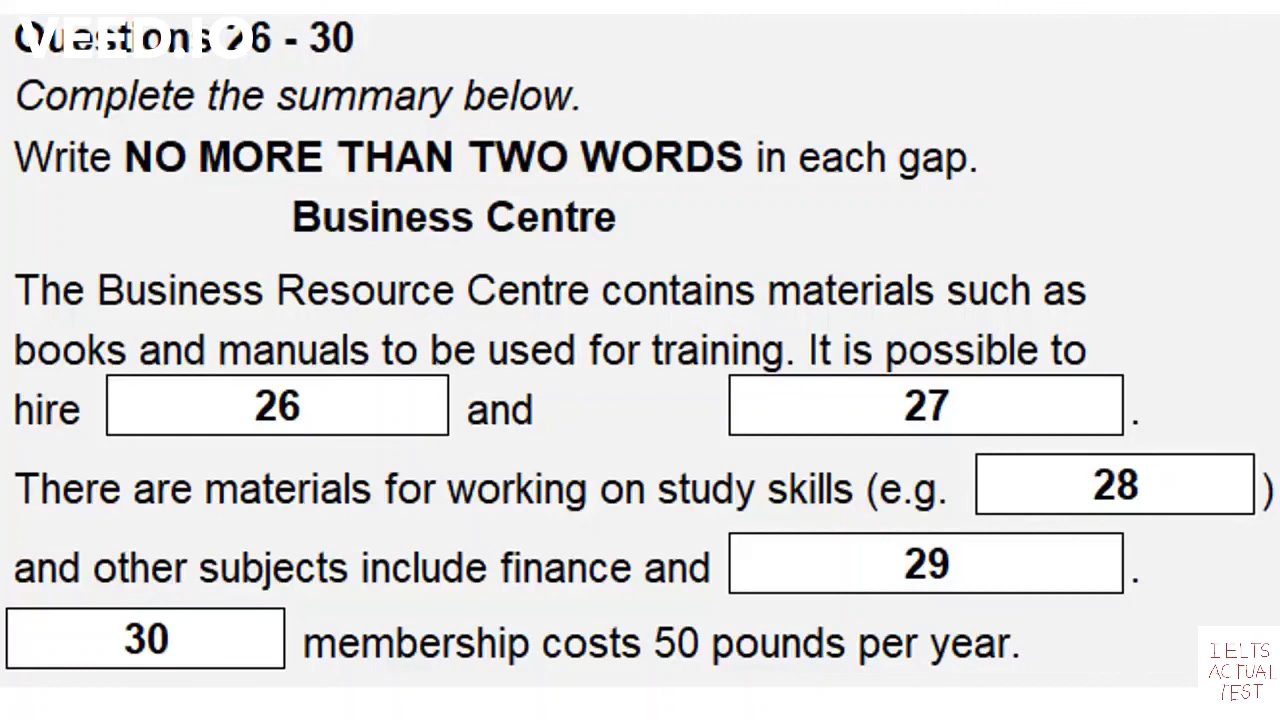 VEED.IO
Questions 26 - 30
Complete the summary below.
Write NO MORE THAN TWO WORDS in each gap.
Business Centre
The Business Resource Centre contains materials such as
books and manuals to be used for training. It is possible to
hire 26 and 27 .
There are materials for working on study skills (e.g. 28 )
and other subjects include finance and 29 .
30 membership costs 50 pounds per year.
IELTS
ACTUAL
TEST